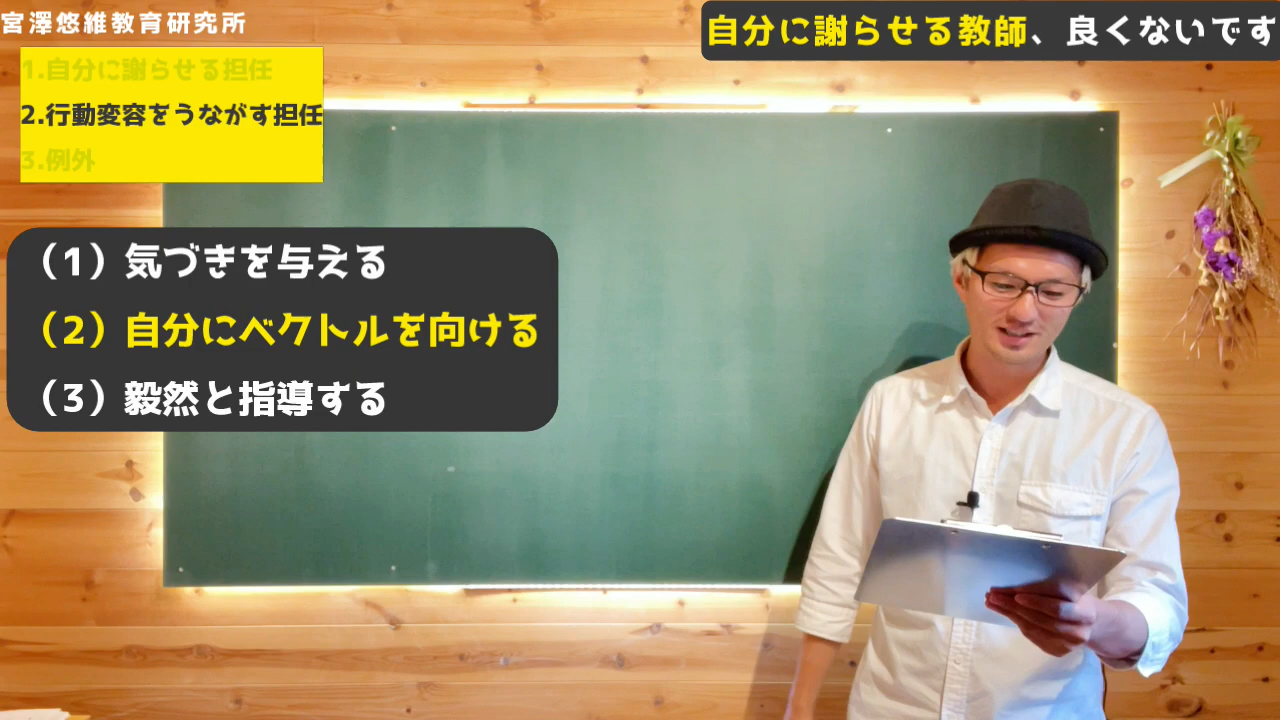 宮澤悠維教育研究所
自分に謝らせる教師、良くないです
1.自分に謝らせる担任
2.行動変容をうながす担任
3.例外
(1)気づきを与える
(2)自分にベクトルを向ける
(3)毅然と指導する